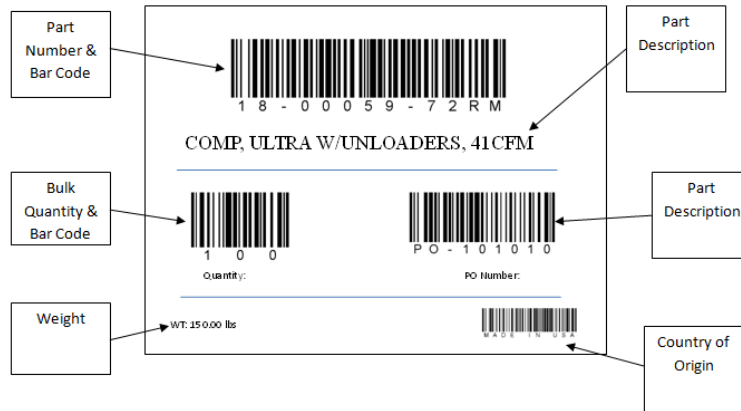 Part
Number &
Bar Code
Part
Description
18-00059-72RM
COMP, ULTRA W/UNLOADERS, 41CFM
Bulk
Quantity &
Bar Code
100
Quantity:
PO-101010
PO Number:
Part
Description
Weight
WT: 150.00 lbs
MADE IN USA
Country of
Origin